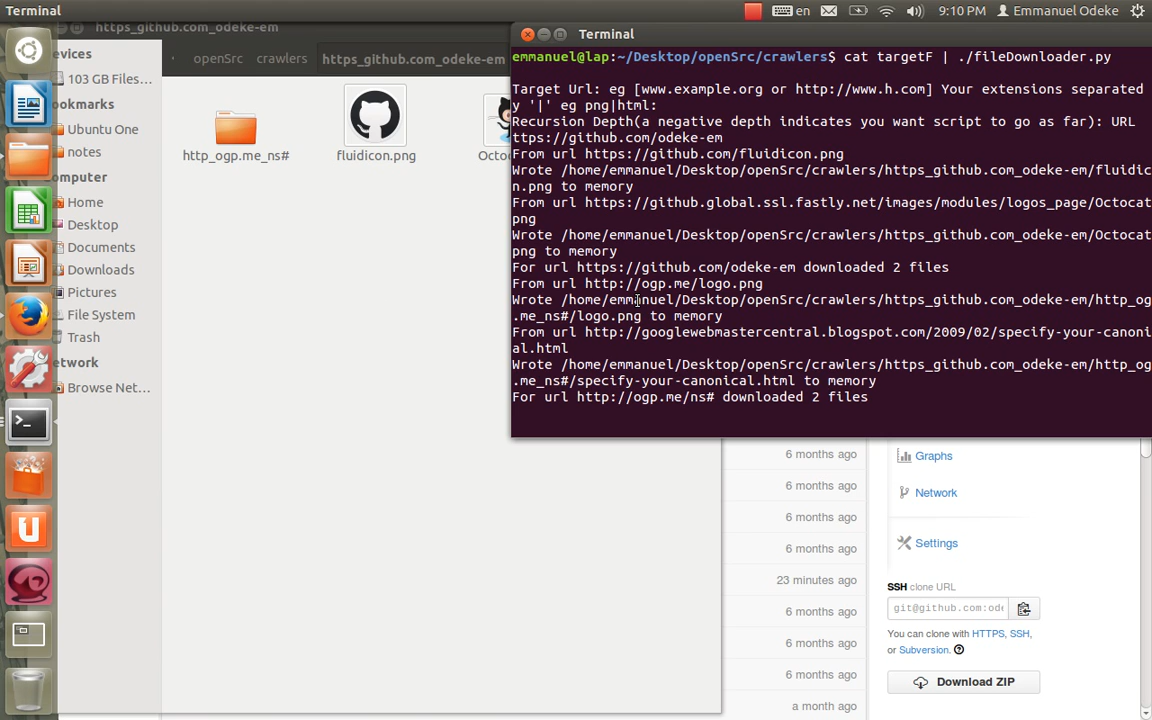 Terminal
en
9:10 PM
Emmanuel Odeke
https_github.com_odeke-em
evices
103 GB Files...
ookmarks
Ubuntu One
notes
omputer
Home
Desktop
Documents
Downloads
Pictures
File System
Trash
etwork
Browse Net...
openSrc
crawlers
https_github.com_odeke-em
http_ogp.me_ns#
fluidicon.png
Octoc
Terminal
emmanuel@lap:~/Desktop/openSrc/crawlers$ cat targetF | ./fileDownloader.py
Target Url: eg [www.example.org or http://www.h.com] Your extensions separated
y '|' eg png|html:
Recursion Depth(a negative depth indicates you want script to go as far): URL
ttps://github.com/odeke-em
From url https://github.com/fluidicon.png
Wrote /home/emmanuel/Desktop/openSrc/crawlers/https_github.com_odeke-em/fluidic
n.png to memory
From url https://github.global.ssl.fastly.net/images/modules/logos_page/Octocat
png
Wrote /home/emmanuel/Desktop/openSrc/crawlers/https_github.com_odeke-em/Octocat
png to memory
For url https://github.com/odeke-em downloaded 2 files
From url http://ogp.me/logo.png
Wrote /home/emmanuel/Desktop/openSrc/crawlers/https_github.com_odeke-em/http_og
.me_ns#/logo.png to memory
From url http://googlewebmastercentral.blogspot.com/2009/02/specify-your-canoni
al.html
Wrote /home/emmanuel/Desktop/openSrc/crawlers/https_github.com_odeke-em/http_og
.me_ns#/specify-your-canonical.html to memory
For url http://ogp.me/ns# downloaded 2 files
6 months ago
6 months ago
6 months ago
6 months ago
23 minutes ago
6 months ago
6 months ago
6 months ago
a month ago
Graphs
Network
Settings
SSH clone URL
git@github.com:ode
You can clone with HTTPS, SSH,
or Subversion.
Download ZIP